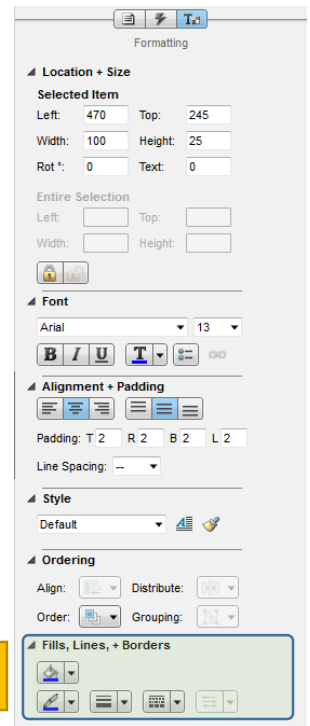 Formatting
Location + Size
Selected Item
Left: 470 Top: 245
Width: 100 Height: 25
Rot °: 0 Text: 0
Entire Selection
Left: Top:
Width: Height:
Font
Arial 13
B I U T
Alignment + Padding
Padding: T 2 R 2 B 2 L 2
Line Spacing: --
Style
Default
Ordering
Align: Distribute:
Order: Grouping:
Fills, Lines, + Borders